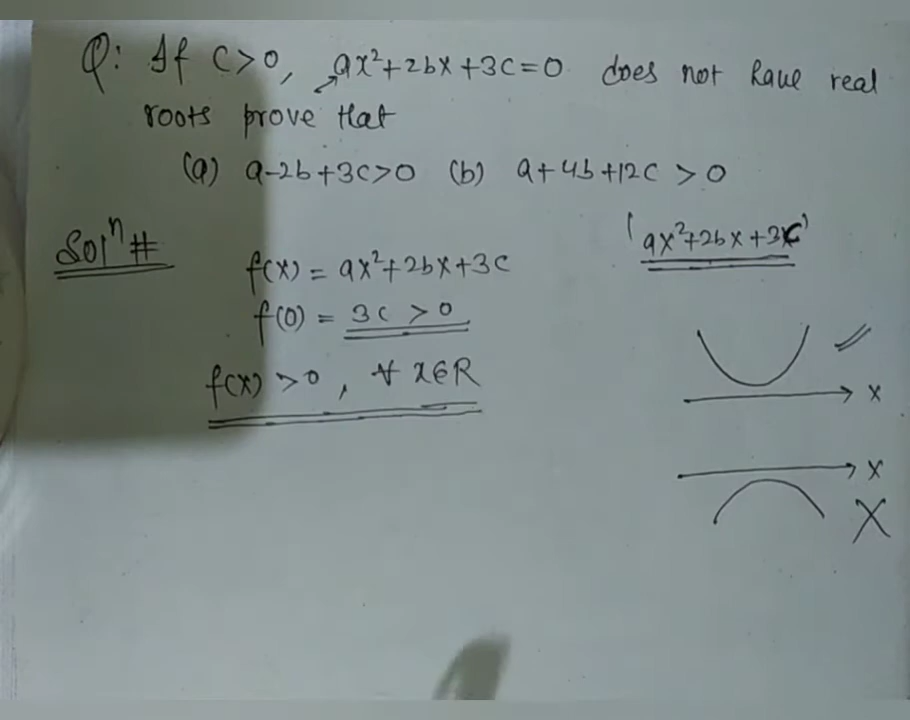 Q: If C>0, ax²+2bx+3C=0 does not have real
roots prove that
(a) a-2b+3c>0 (b) a+4b+12c >0
Solⁿ#
f(x) = ax²+2bx+3c
f(0) = 3c >0
f(x) >0, ∀ x∈R
ax²+2bx+3c
x
x
X